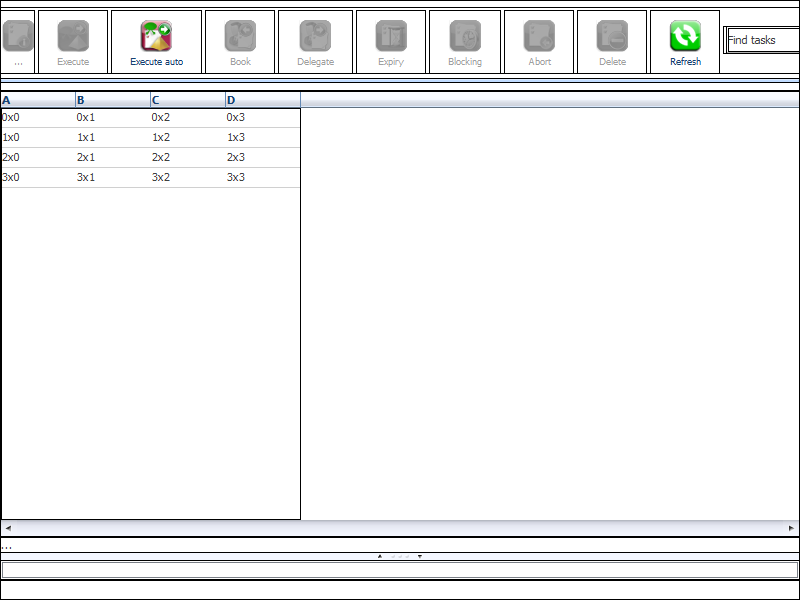 ... Execute Execute auto Book Delegate Expiry Blocking Abort Delete Refresh Find tasks
A B C D
0x0 0x1 0x2 0x3
1x0 1x1 1x2 1x3
2x0 2x1 2x2 2x3
3x0 3x1 3x2 3x3
...